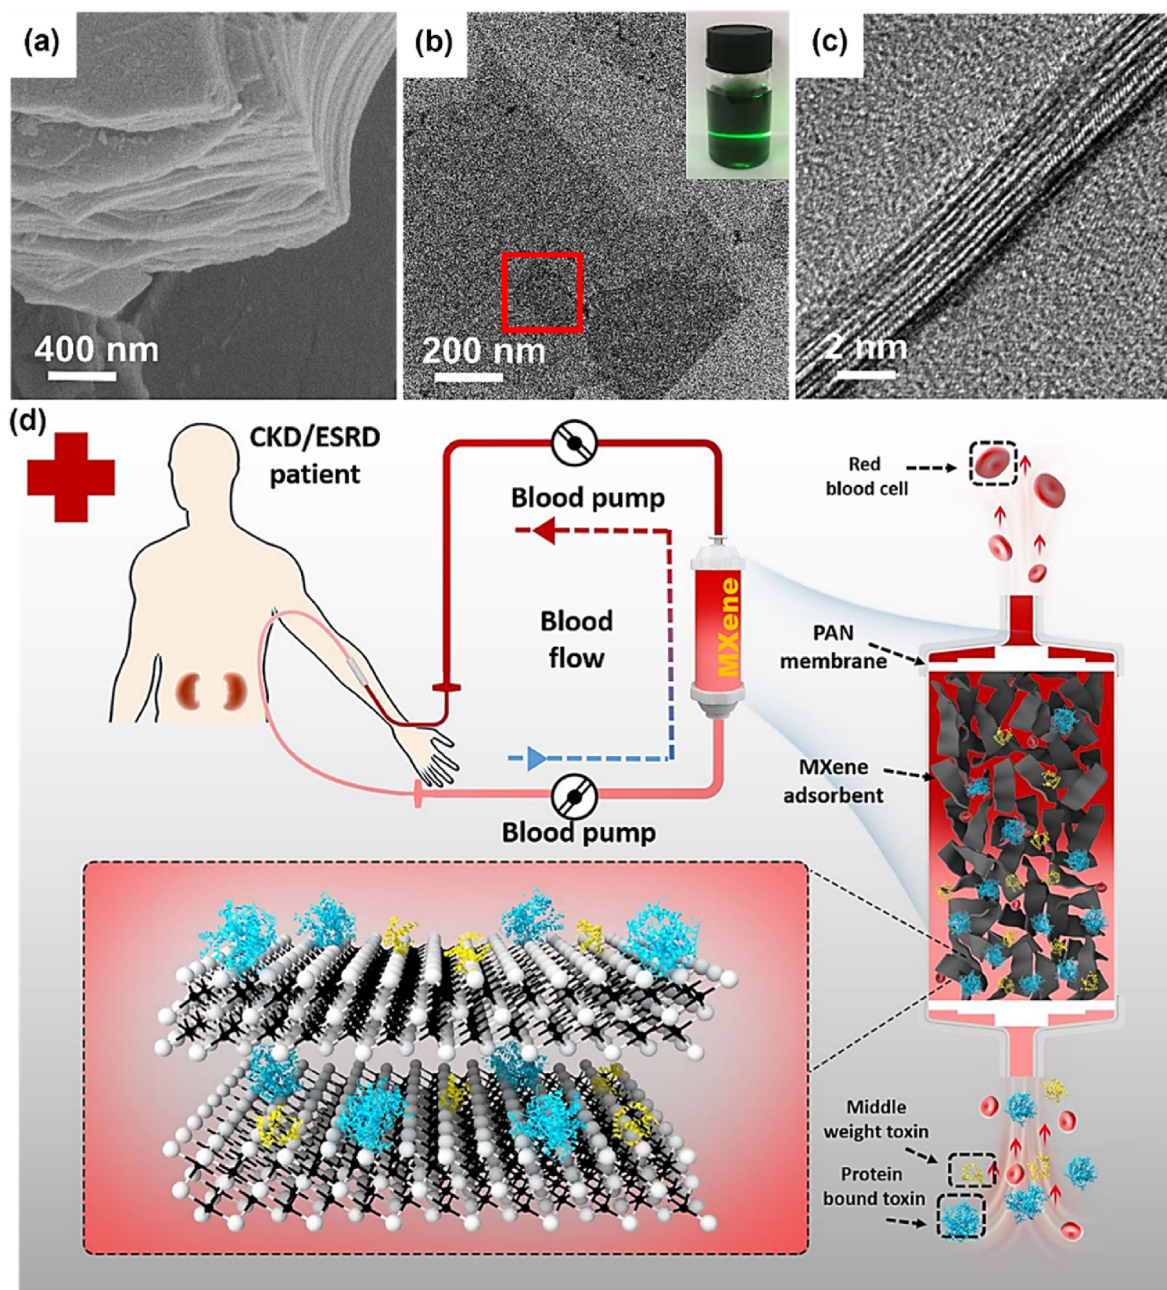 (a)
400 nm
(b)
200 nm
(c)
2 nm
(d)
CKD/ESRD
patient
Blood pump
Blood
flow
MXene
Blood pump
Red
blood cell
PAN
membrane
MXene
adsorbent
Middle
weight toxin
Protein
bound toxin